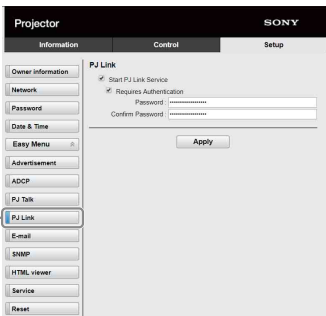 Projector
SONY
Information
Control
Setup
Owner information
Network
Password
Date & Time
Easy Menu
Advertisement
ADCP
PJ Talk
PJ Link
E-mail
SNMP
HTML viewer
Service
Reset
PJ Link
Start PJ Link Service
Requires Authentication
Password :
Confirm Password :
Apply